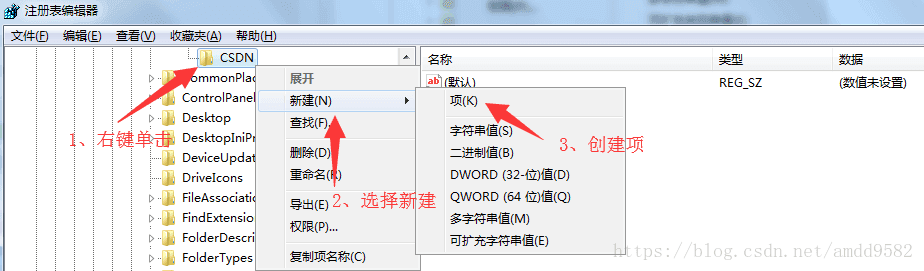 注册表编辑器
文件(F) 编辑(E) 查看(V) 收藏夹(A) 帮助(H)
CSDN
CommonPlac
ControlPanel
Desktop
DesktopIniPr
DeviceUpdat
DriveIcons
FileAssociatio
FindExtension
FolderDescri
FolderTypes
展开
新建(N)
查找(F)...
删除(D)
重命名(R)
导出(E)
权限(P)...
复制项名称(C)
项(K)
字符串值(S)
二进制值(B)
DWORD (32-位)值(D)
QWORD (64 位)值(Q)
多字符串值(M)
可扩充字符串值(E)
名称 类型 数据
ab (默认) REG_SZ (数值未设置)
1、右键单击
2、选择新建
3、创建项
https://blog.csdn.net/amdd9582